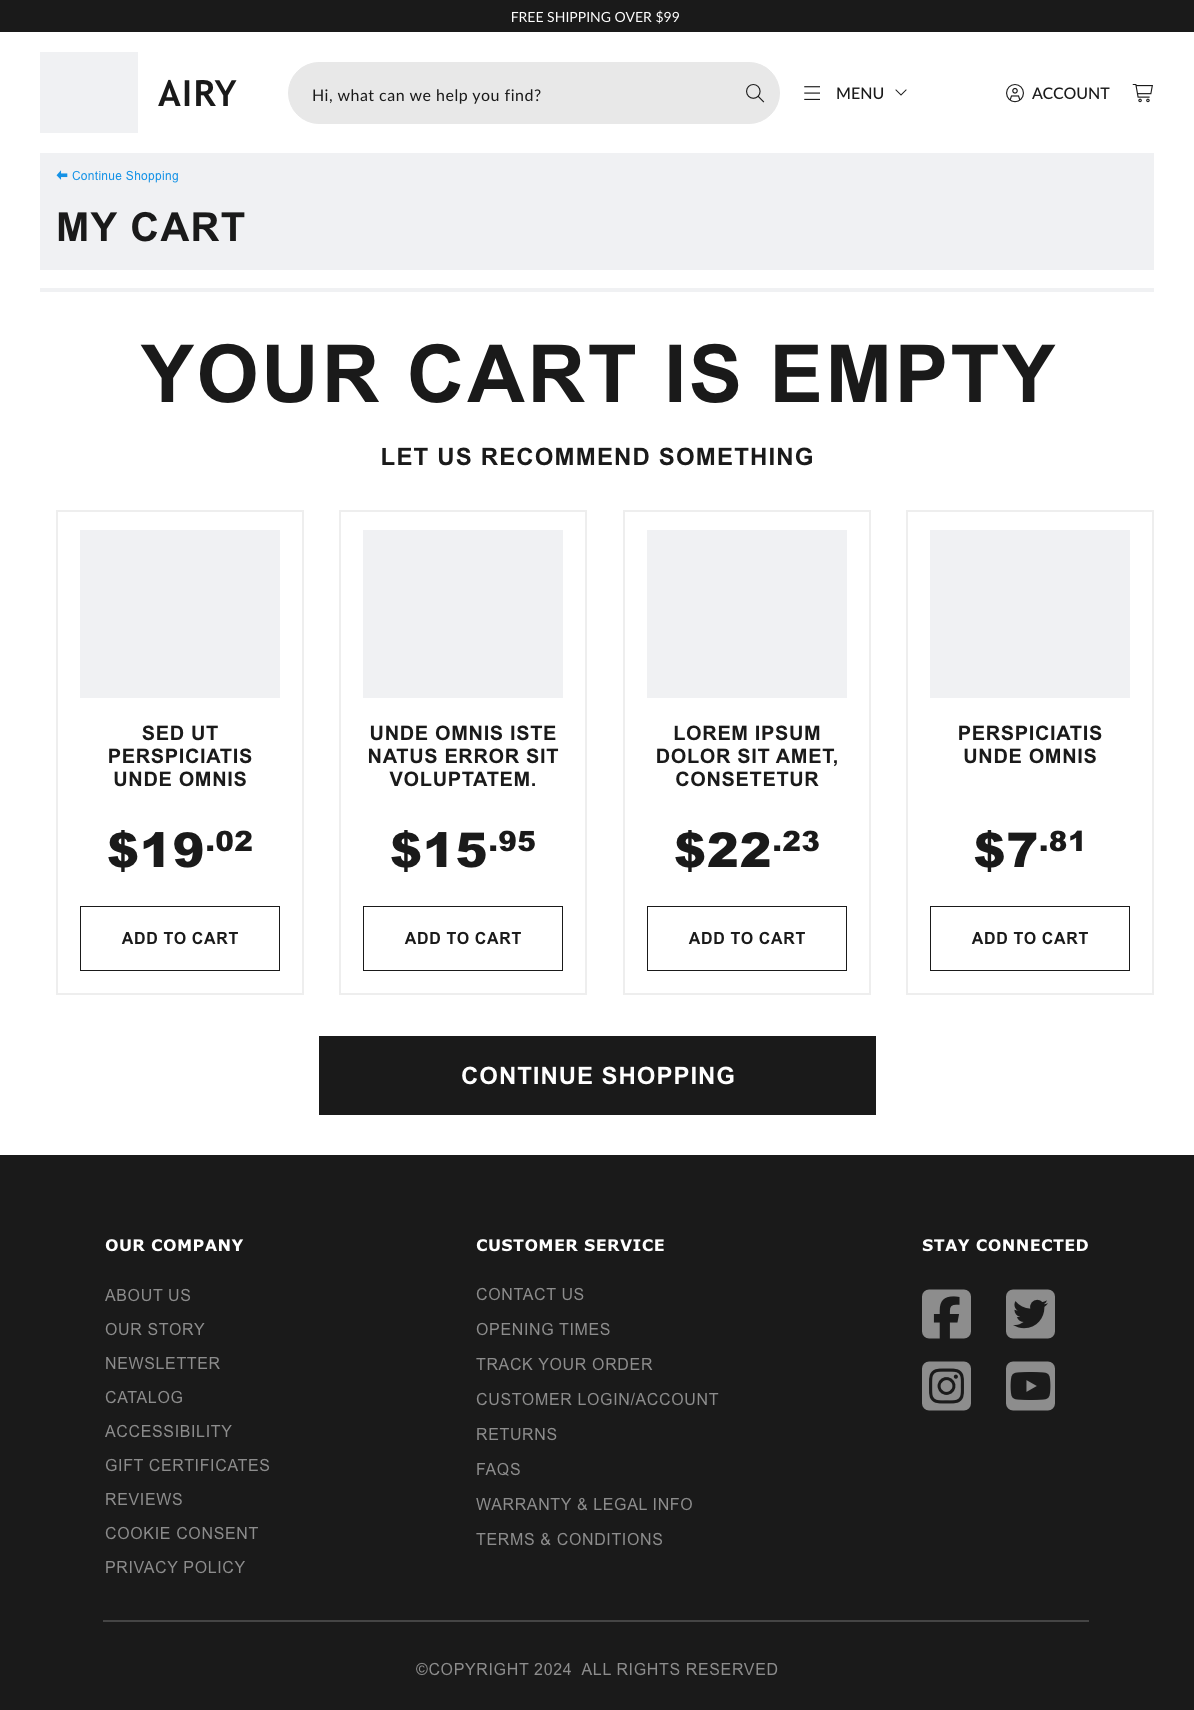 FREE SHIPPING OVER $99
AIRY
Hi, what can we help you find?
MENU
ACCOUNT
Continue Shopping
MY CART
YOUR CART IS EMPTY
LET US RECOMMEND SOMETHING
SED UT
PERSPICIATIS
UNDE OMNIS
$19.02
ADD TO CART
UNDE OMNIS ISTE
NATUS ERROR SIT
VOLUPTATEM.
$15.95
ADD TO CART
LOREM IPSUM
DOLOR SIT AMET,
CONSETETUR
$22.23
ADD TO CART
PERSPICIATIS
UNDE OMNIS
$7.81
ADD TO CART
CONTINUE SHOPPING
OUR COMPANY
ABOUT US
OUR STORY
NEWSLETTER
CATALOG
ACCESSIBILITY
GIFT CERTIFICATES
REVIEWS
COOKIE CONSENT
PRIVACY POLICY
CUSTOMER SERVICE
CONTACT US
OPENING TIMES
TRACK YOUR ORDER
CUSTOMER LOGIN/ACCOUNT
RETURNS
FAQS
WARRANTY & LEGAL INFO
TERMS & CONDITIONS
STAY CONNECTED
©COPYRIGHT 2024  ALL RIGHTS RESERVED